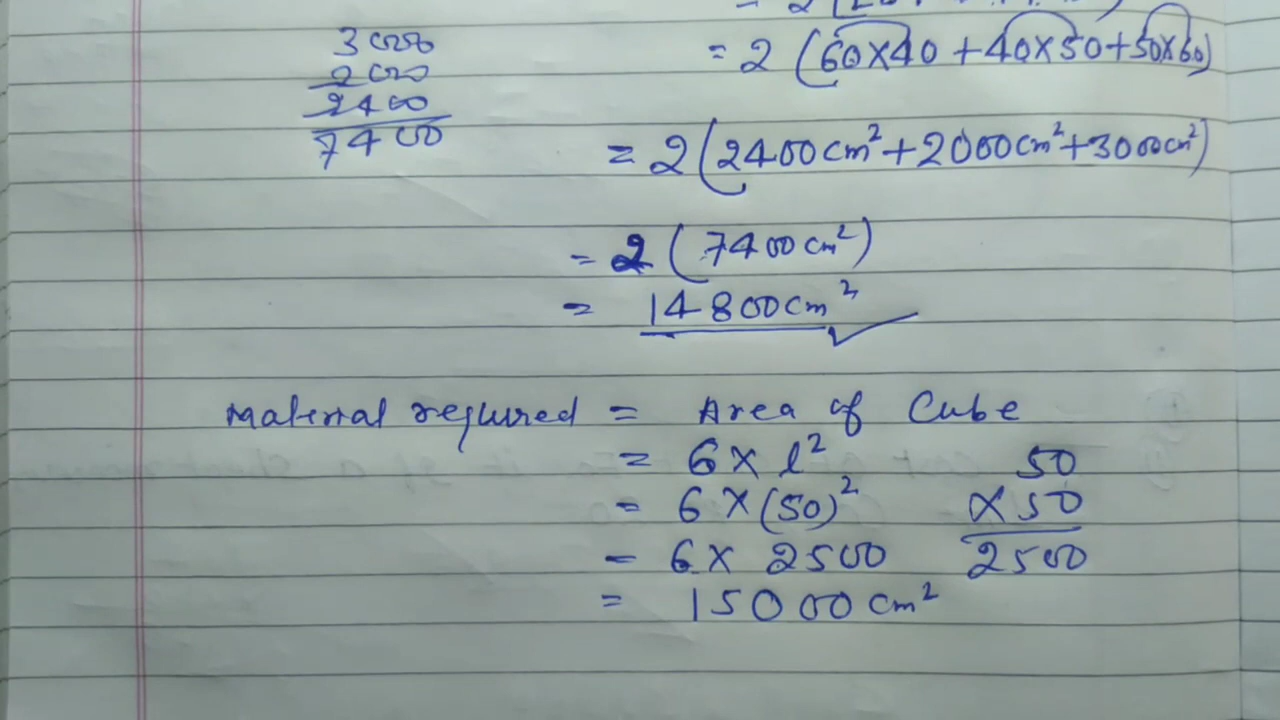 = 2 (60×40 + 40×50 + 50×60)
3000
2000
2400
7400
= 2 (2400cm² + 2000cm² + 3000cm²)
= 2 (7400cm²)
= 14800cm²
Material required = Area of Cube
= 6 × l²
50
= 6 × (50)²
×50
= 6 × 2500
2500
= 15000 cm²